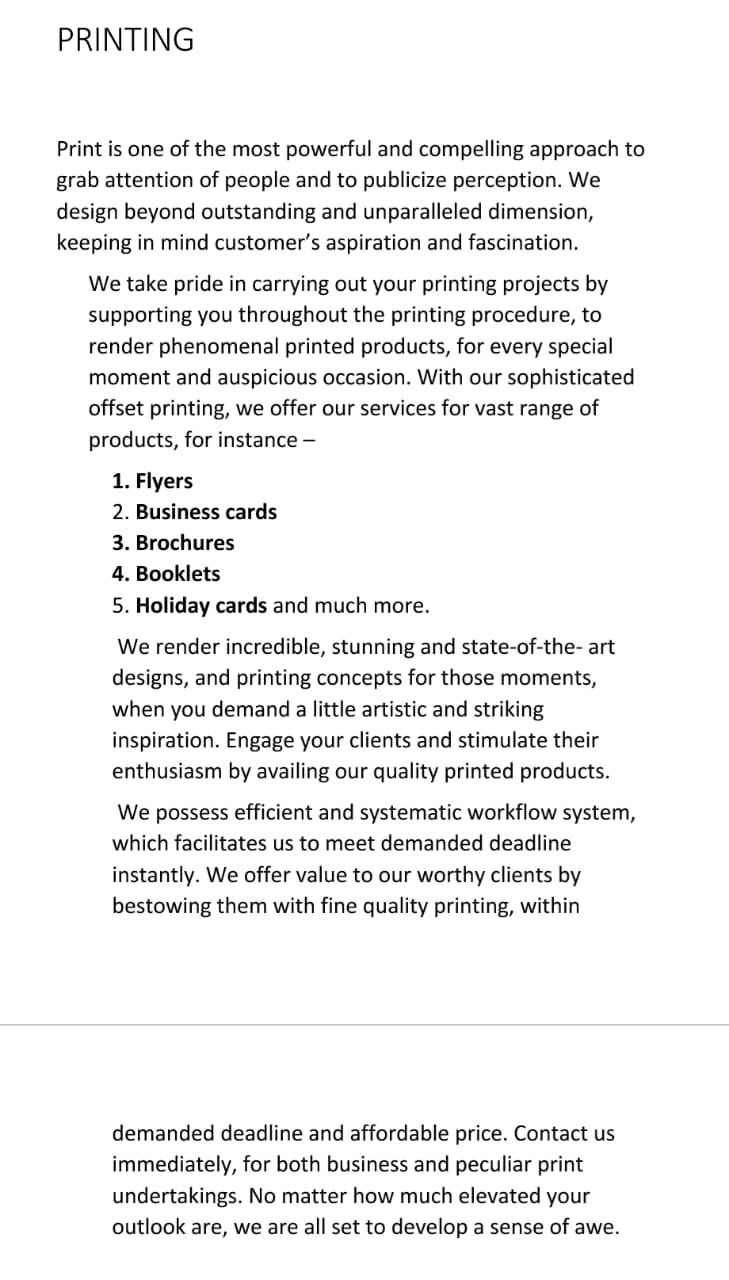 PRINTING
Print is one of the most powerful and compelling approach to
grab attention of people and to publicize perception. We
design beyond outstanding and unparalleled dimension,
keeping in mind customer’s aspiration and fascination.
We take pride in carrying out your printing projects by
supporting you throughout the printing procedure, to
render phenomenal printed products, for every special
moment and auspicious occasion. With our sophisticated
offset printing, we offer our services for vast range of
products, for instance –
1. Flyers
2. Business cards
3. Brochures
4. Booklets
5. Holiday cards and much more.
We render incredible, stunning and state-of-the- art
designs, and printing concepts for those moments,
when you demand a little artistic and striking
inspiration. Engage your clients and stimulate their
enthusiasm by availing our quality printed products.
We possess efficient and systematic workflow system,
which facilitates us to meet demanded deadline
instantly. We offer value to our worthy clients by
bestowing them with fine quality printing, within
demanded deadline and affordable price. Contact us
immediately, for both business and peculiar print
undertakings. No matter how much elevated your
outlook are, we are all set to develop a sense of awe.